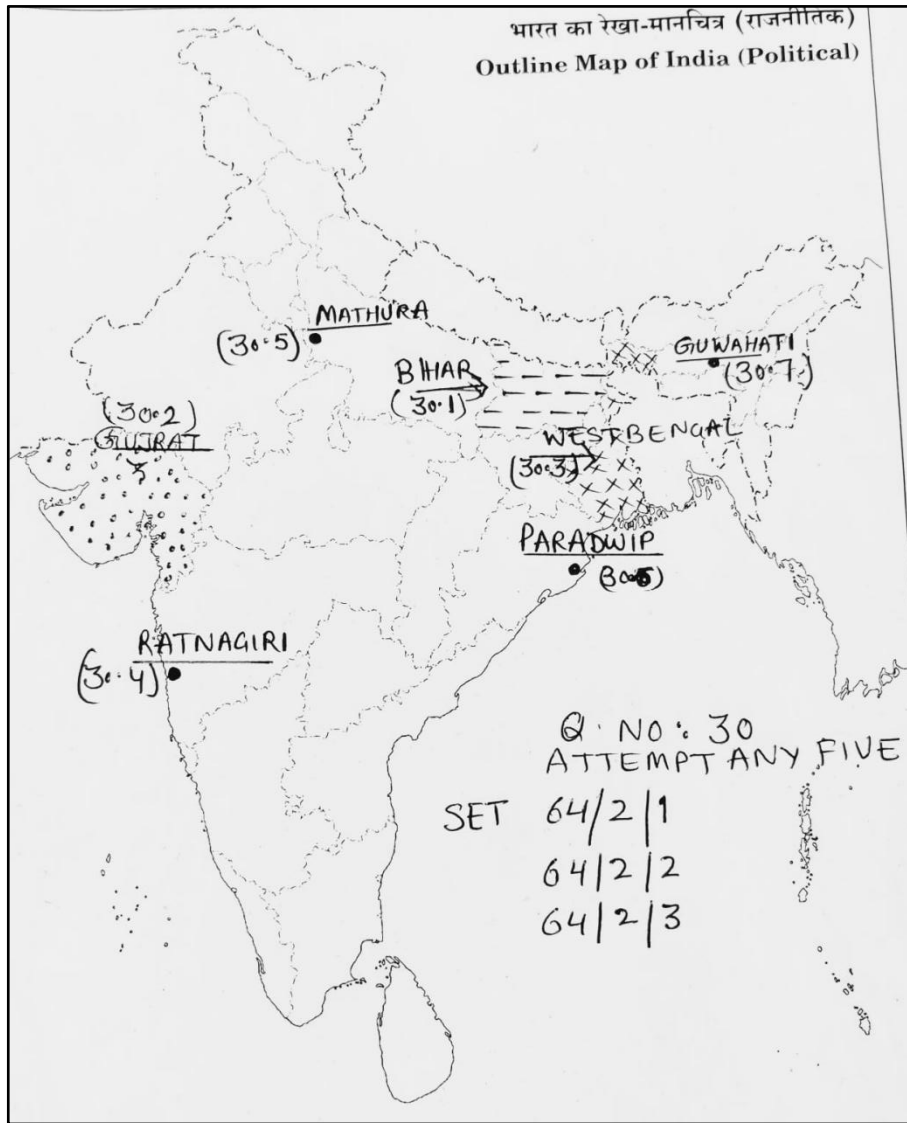 भारत का रेखा-मानचित्र (राजनीतिक)
Outline Map of India (Political)
MATHURA
(30.5)
GUWAHATI
(30.7)
BIHAR
(30.1)
(30.2)
GUJRAT
WEST BENGAL
(30.3)
PARADWIP
RATNAGIRI
(30.4)
Q. NO: 30
ATTEMPT ANY FIVE
SET 64/2/1
64/2/2
64/2/3